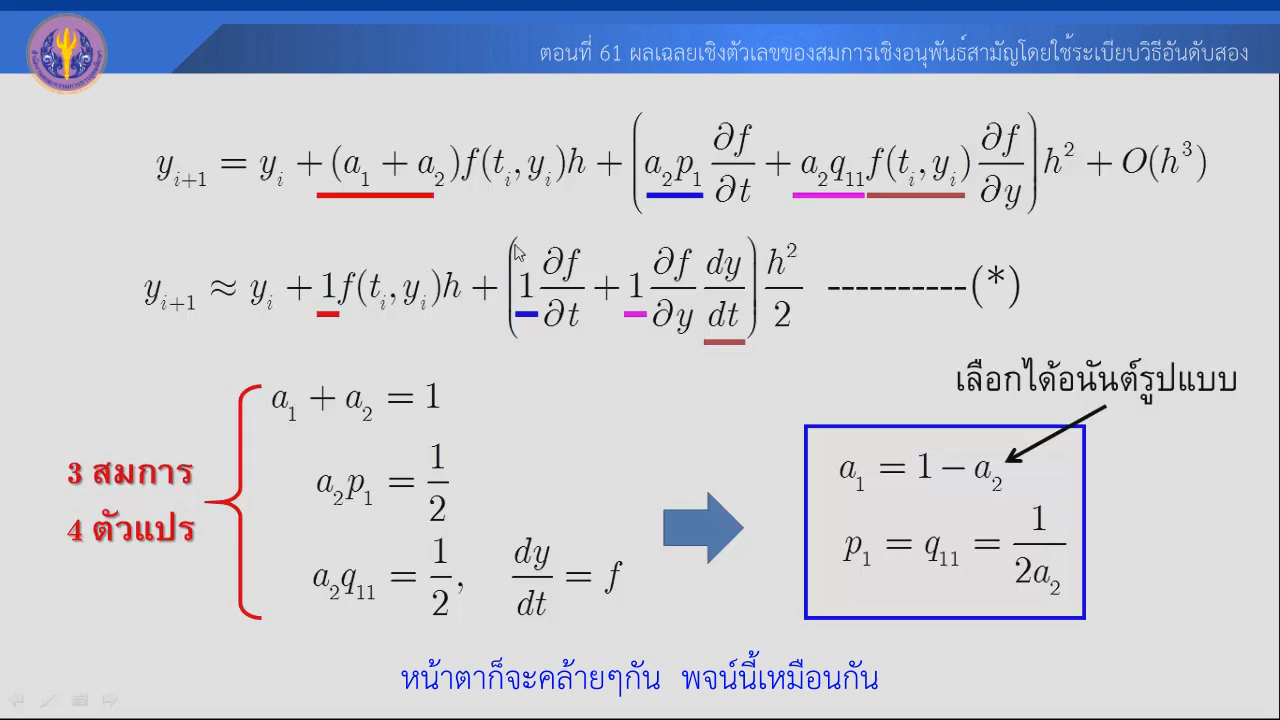 ตอนที่ 61 ผลเฉลยเชิงตัวเลขของสมการเชิงอนุพันธ์สามัญโดยใช้ระเบียบวิธีอันดับสอง
y_{i+1} = y_i + (a_1 + a_2) f(t_i, y_i)h + (a_2 p_1 ∂f/∂t + a_2 q_{11} f(t_i, y_i) ∂f/∂y) h^2 + O(h^3)
y_{i+1} ≈ y_i + 1f(t_i, y_i)h + (1 ∂f/∂t + 1 ∂f/∂y dy/dt) h^2/2 ----------(*)
เลือกได้อนันต์รูปแบบ
3 สมการ
4 ตัวแปร
a_1 + a_2 = 1
a_2 p_1 = 1/2
a_2 q_{11} = 1/2, dy/dt = f
a_1 = 1 − a_2
p_1 = q_{11} = 1/(2a_2)
หน้าตาก็จะคล้ายๆกัน พจน์นี้เหมือนกัน